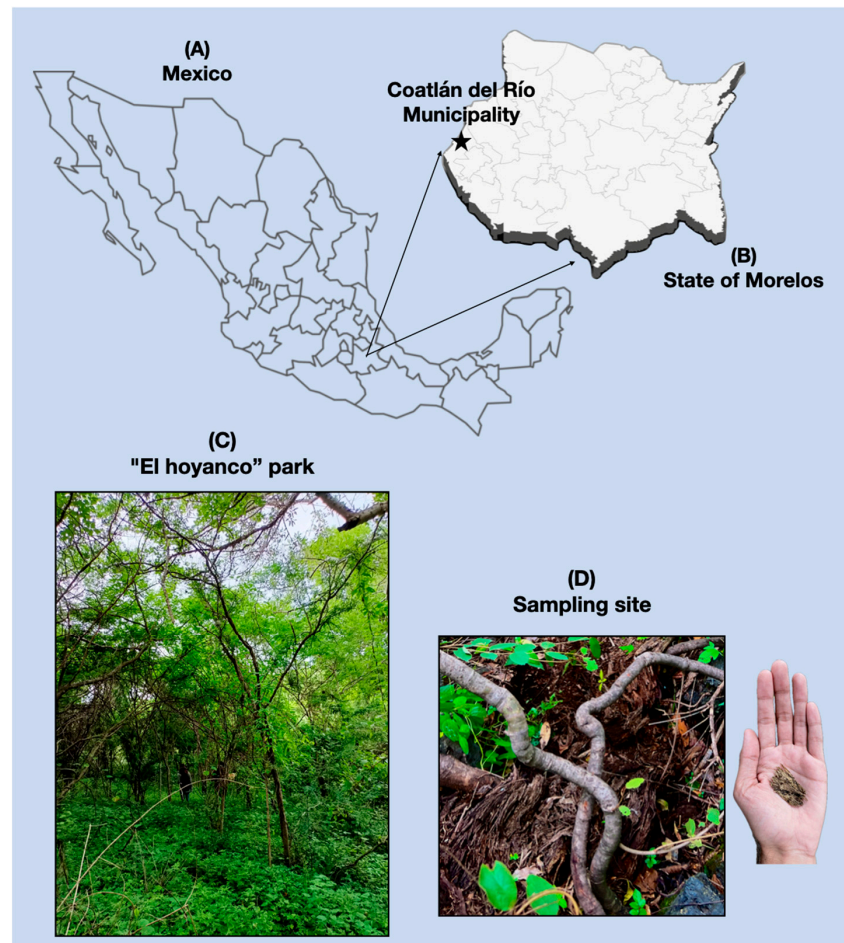 (A)
Mexico
Coatlán del Río
Municipality
(B)
State of Morelos
(C)
"El hoyanco” park
(D)
Sampling site